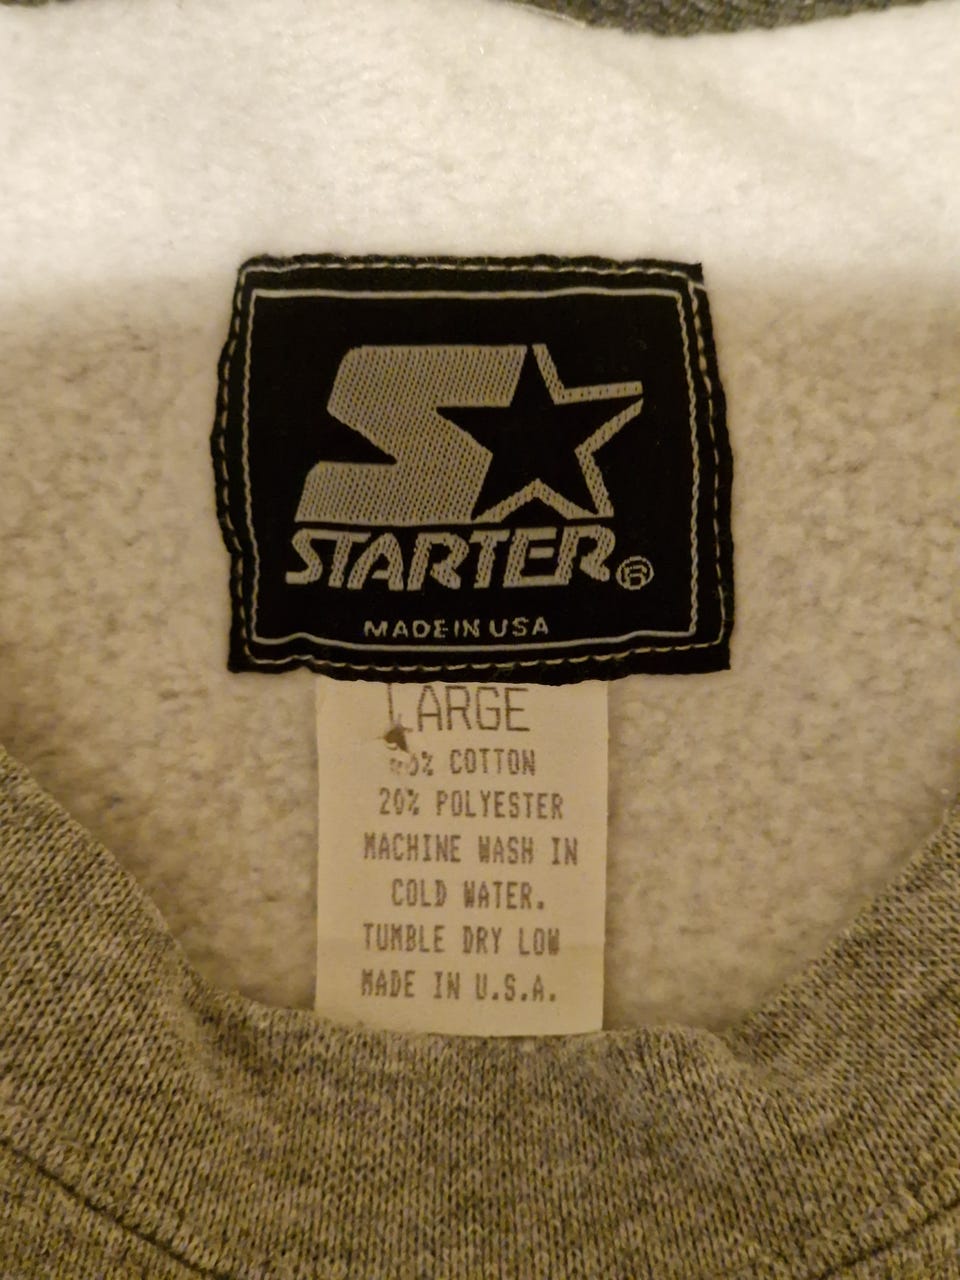 STARTER®
MADE IN USA
LARGE
% COTTON
20% POLYESTER
MACHINE WASH IN
COLD WATER.
TUMBLE DRY LOW
MADE IN U.S.A.